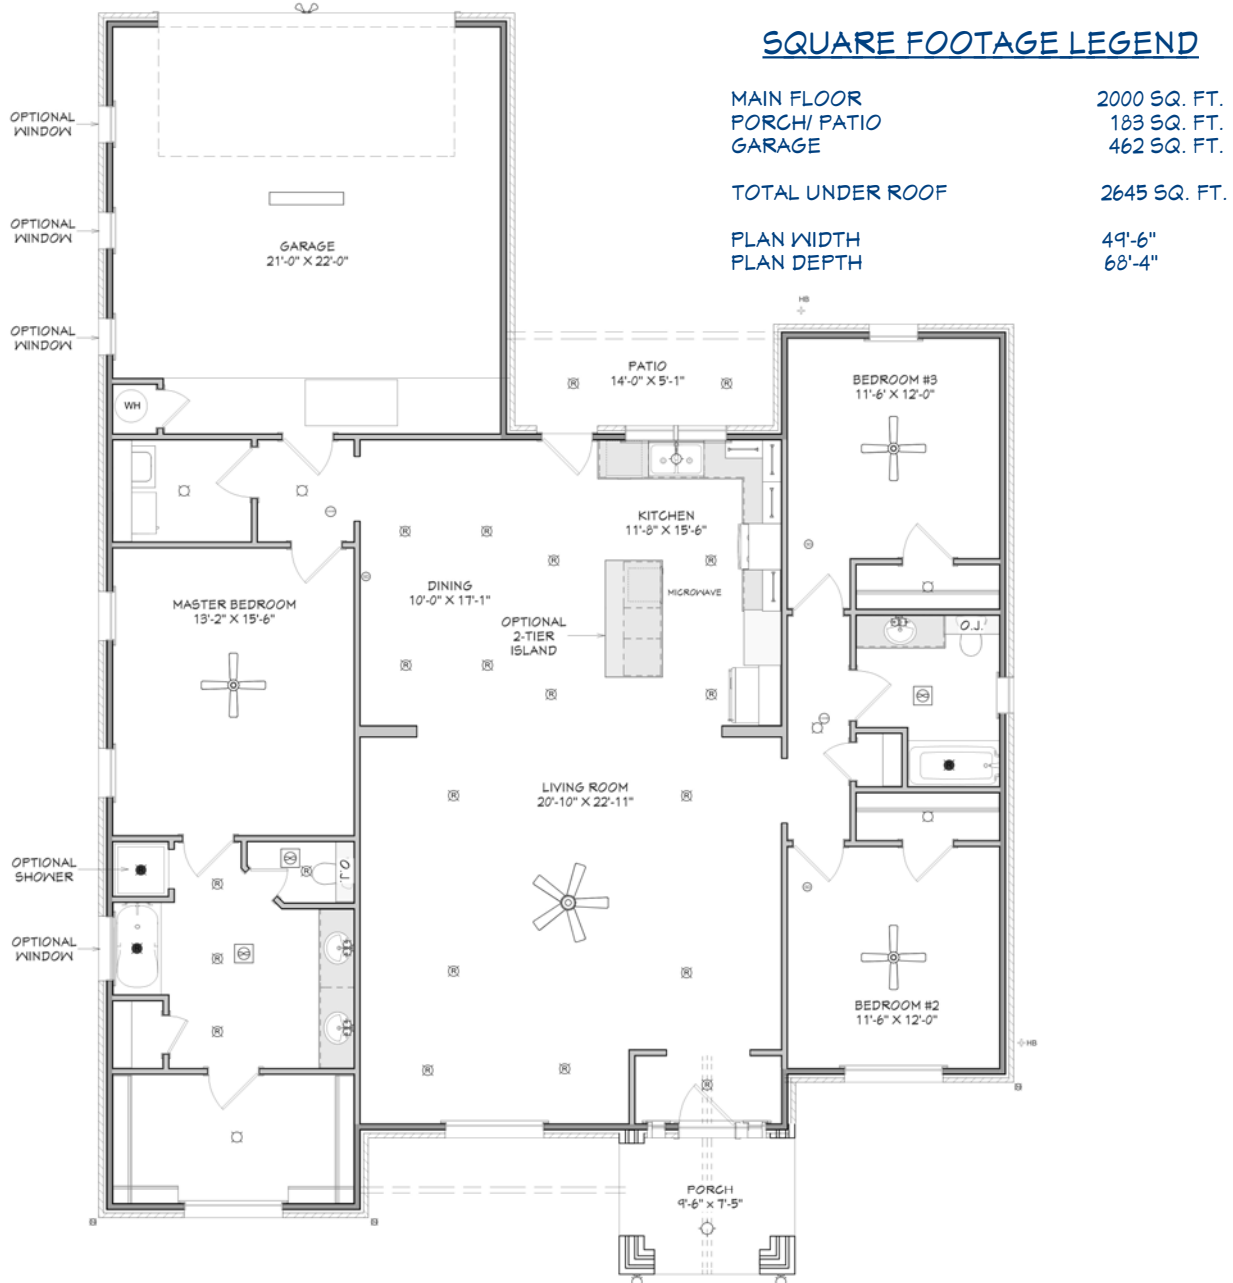 SQUARE FOOTAGE LEGEND
MAIN FLOOR 2000 SQ. FT.
PORCH/ PATIO 183 SQ. FT.
GARAGE 462 SQ. FT.
TOTAL UNDER ROOF 2645 SQ. FT.
PLAN WIDTH 49'-6"
PLAN DEPTH 68'-4"
OPTIONAL
WINDOW
OPTIONAL
WINDOW
GARAGE
21'-0" X 22'-0"
OPTIONAL
WINDOW
HB
PATIO
14'-0" X 5'-1"
BEDROOM #3
11'-6' X 12'-0"
WH
KITCHEN
11'-8" X 15'-6"
DINING
10'-0" X 17'-1"
MICROWAVE
MASTER BEDROOM
13'-2" X 15'-6"
OPTIONAL
2-TIER
ISLAND
O.J.
LIVING ROOM
20'-10" X 22'-11"
OPTIONAL
SHOWER
O.J.
OPTIONAL
WINDOW
BEDROOM #2
11'-6" X 12'-0"
HB
PORCH
9'-6" x 7'-5"